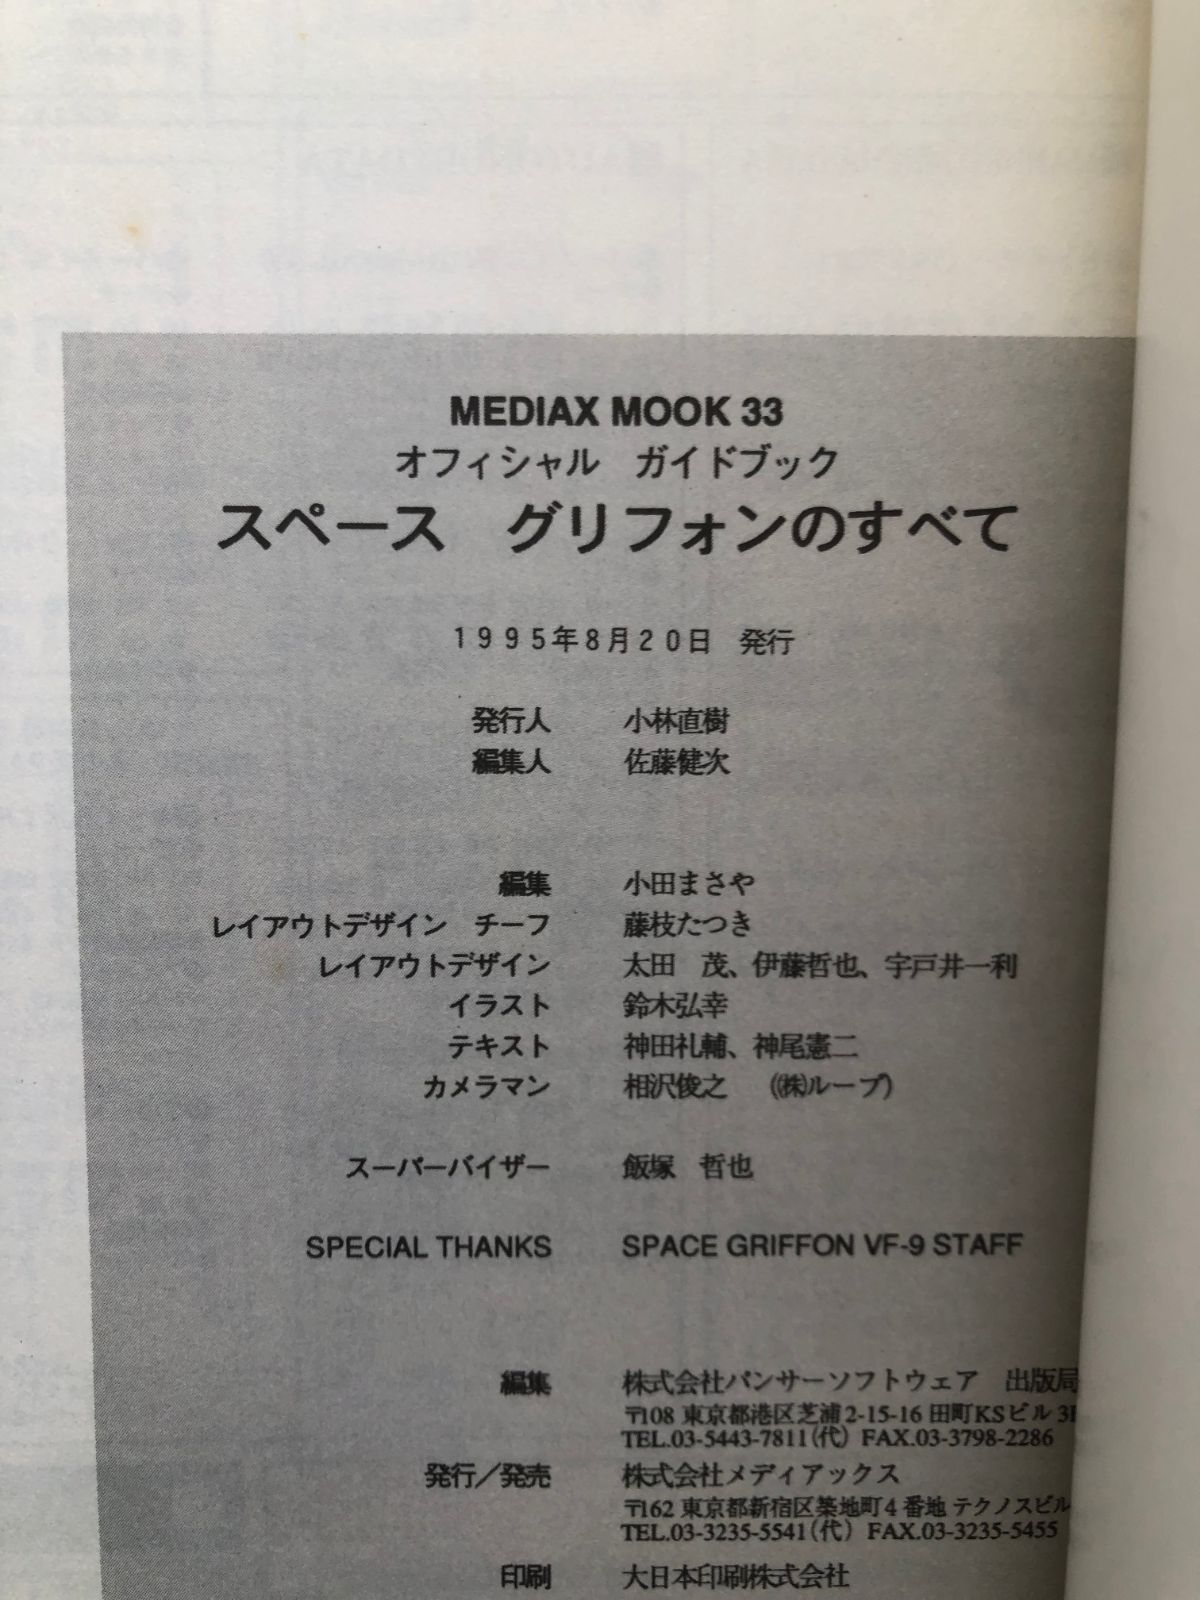 MEDIAX MOOK 33
オフィシャル　ガイドブック
スペース　グリフォンのすべて
1995年8月20日　発行
発行人　小林直樹
編集人　佐藤健次
編集　小田まさや
レイアウトデザイン　チーフ　藤枝たつき
レイアウトデザイン　太田　茂、伊藤哲也、宇戸井一利
イラスト　鈴木弘幸
テキスト　神田礼輔、神尾憲二
カメラマン　相沢俊之　（㈱ループ）
スーパーバイザー　飯塚　哲也
SPECIAL THANKS　SPACE GRIFFON VF-9 STAFF
編集　株式会社パンサーソフトウェア　出版局
〒108 東京都港区芝浦2-15-16 田町KSビル
TEL.03-5443-7811（代）FAX.03-3798-2286
発行／発売　株式会社メディアックス
〒162 東京都新宿区築地町4番地 テクノスビル
TEL.03-3235-5541（代）FAX.03-3235-5455
印刷　大日本印刷株式会社